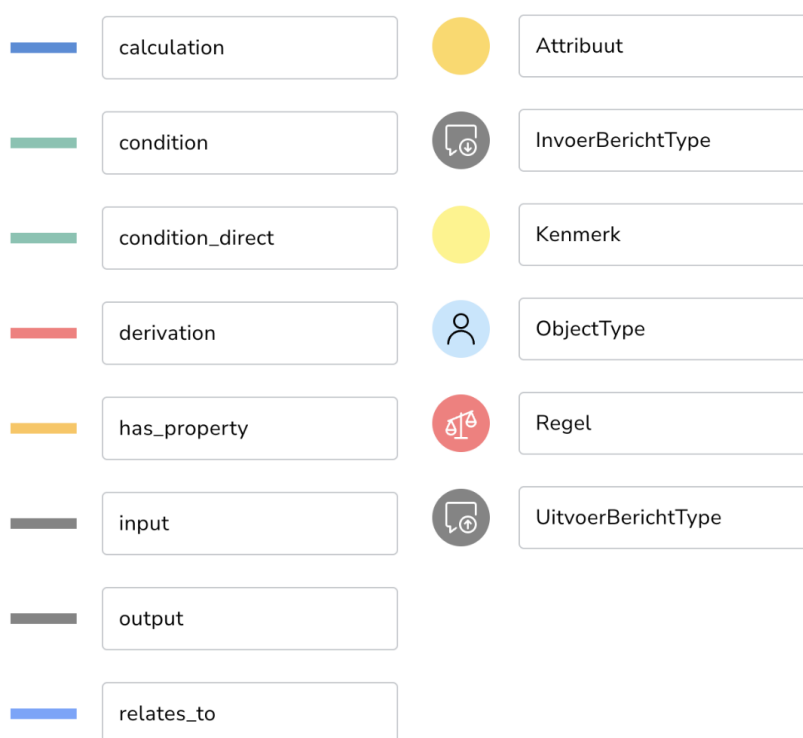 calculation
condition
condition_direct
derivation
has_property
input
output
relates_to
Attribuut
InvoerBerichtType
Kenmerk
ObjectType
Regel
UitvoerBerichtType